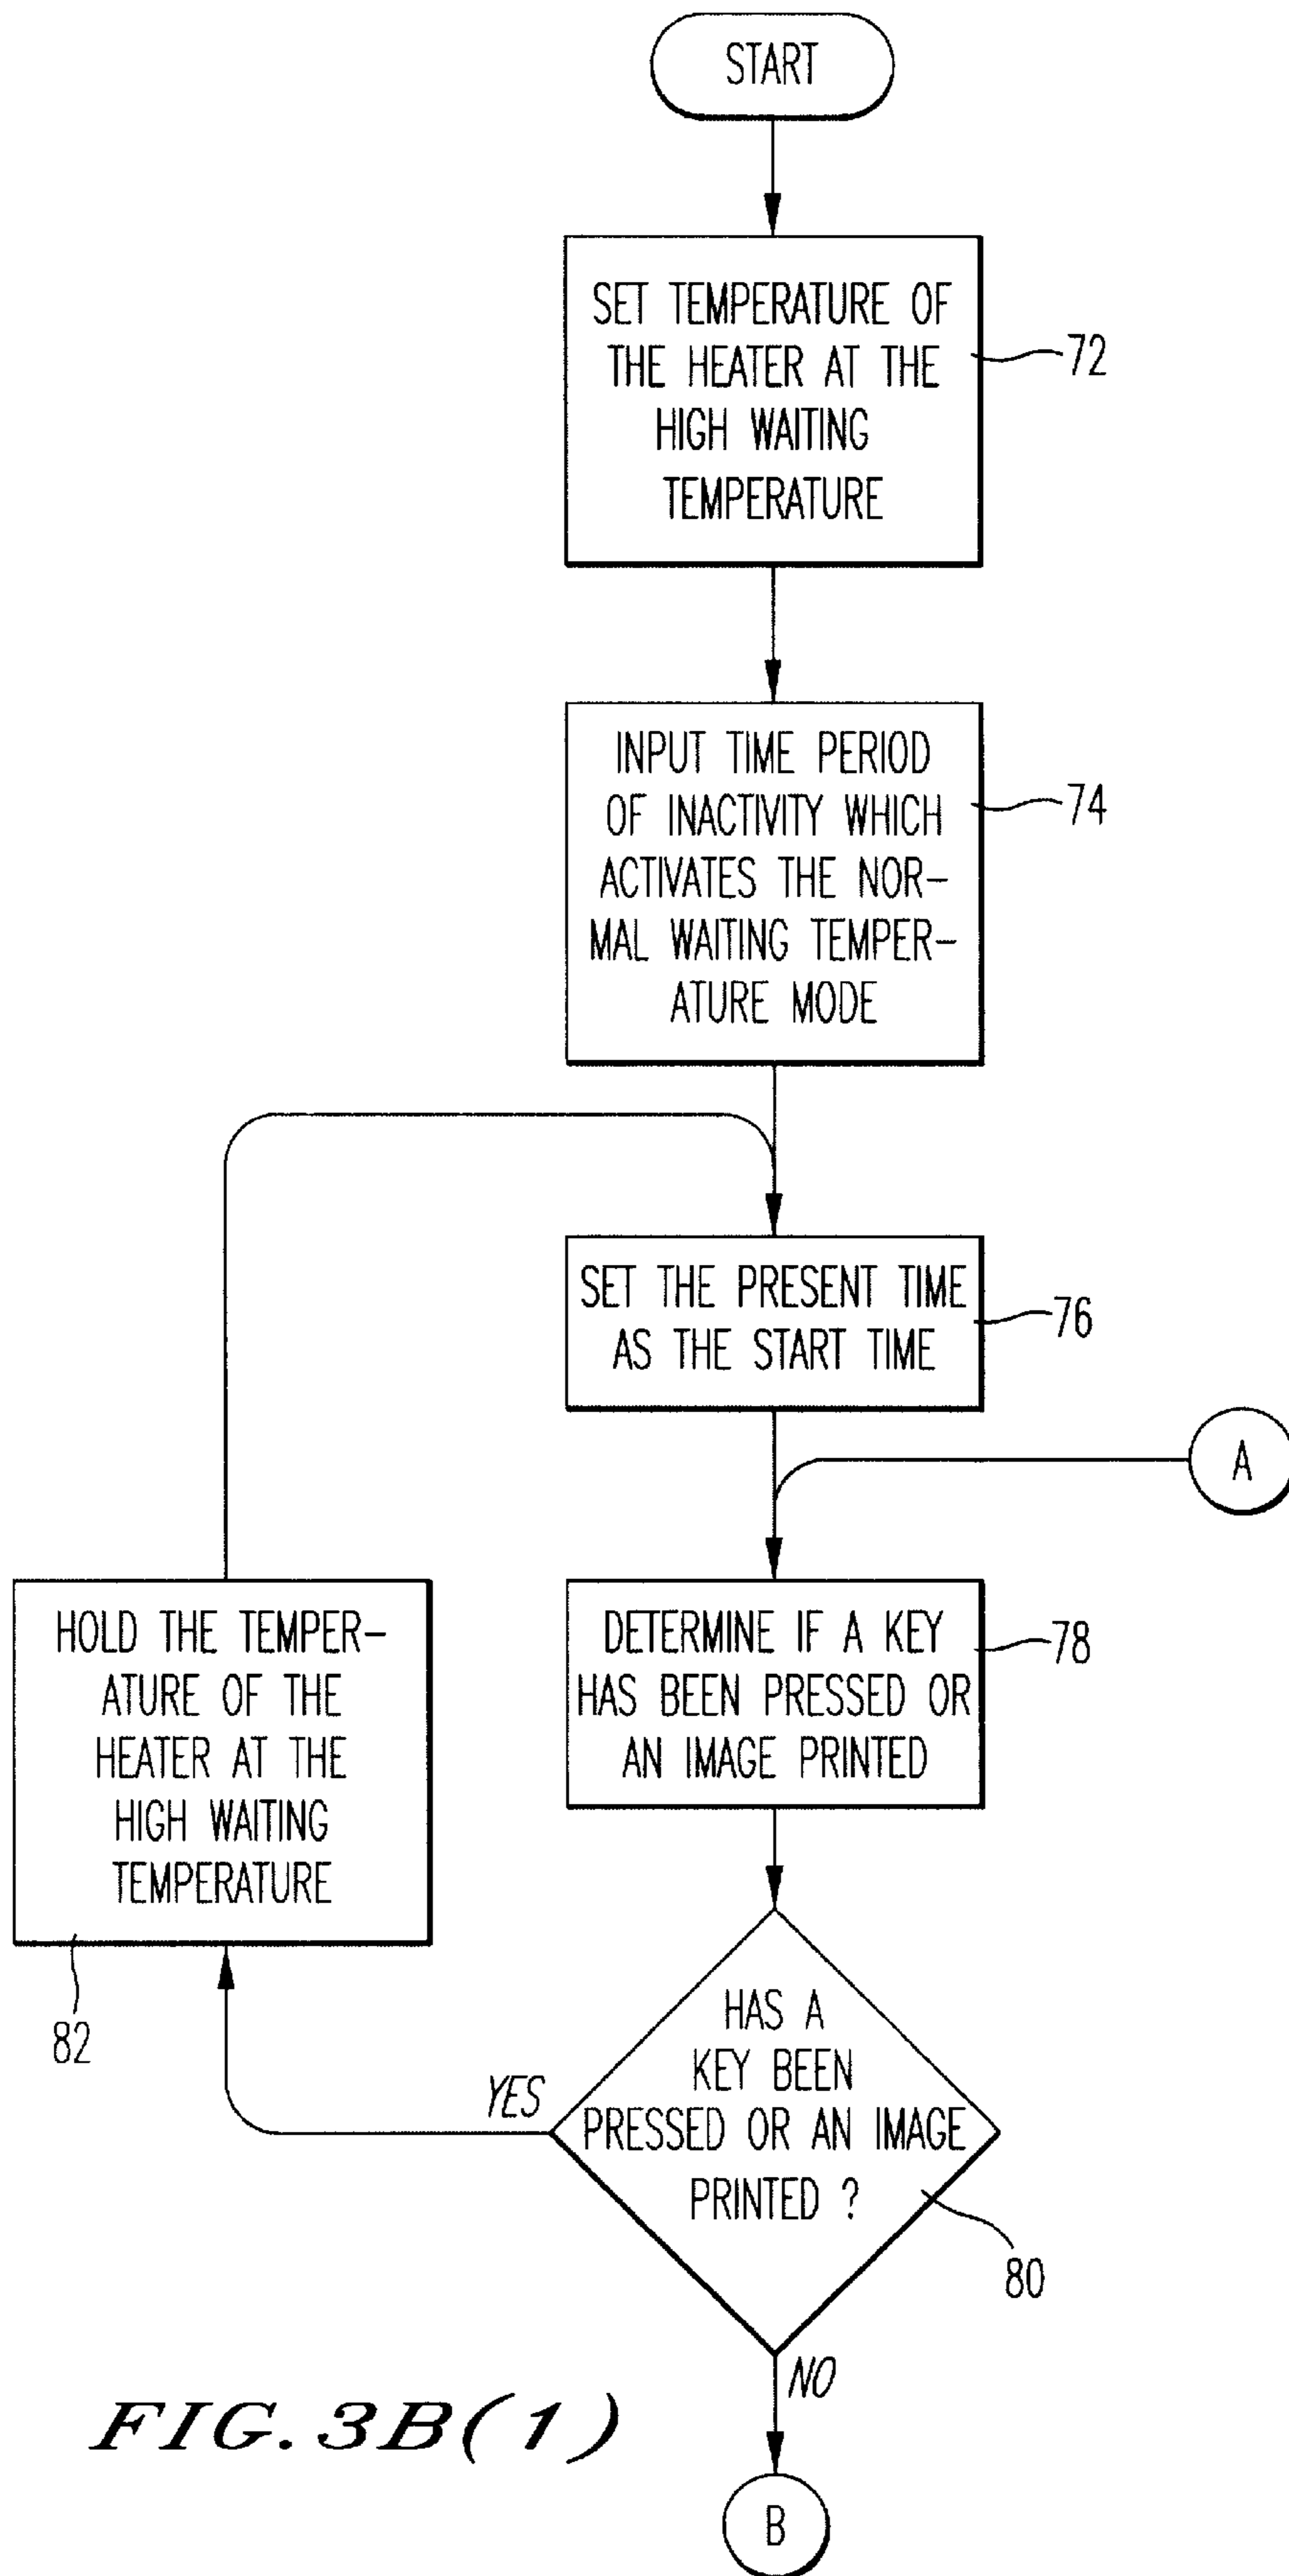 START
SET TEMPERATURE OF
THE HEATER AT THE
HIGH WAITING
TEMPERATURE
72
INPUT TIME PERIOD
OF INACTIVITY WHICH
ACTIVATES THE NOR-
MAL WAITING TEMPER-
ATURE MODE
74
SET THE PRESENT TIME
AS THE START TIME
76
A
HOLD THE TEMPER-
ATURE OF THE
HEATER AT THE
HIGH WAITING
TEMPERATURE
82
DETERMINE IF A KEY
HAS BEEN PRESSED OR
AN IMAGE PRINTED
78
HAS A
KEY BEEN
PRESSED OR AN IMAGE
PRINTED ?
80
YES
NO
B
FIG.3B(1)